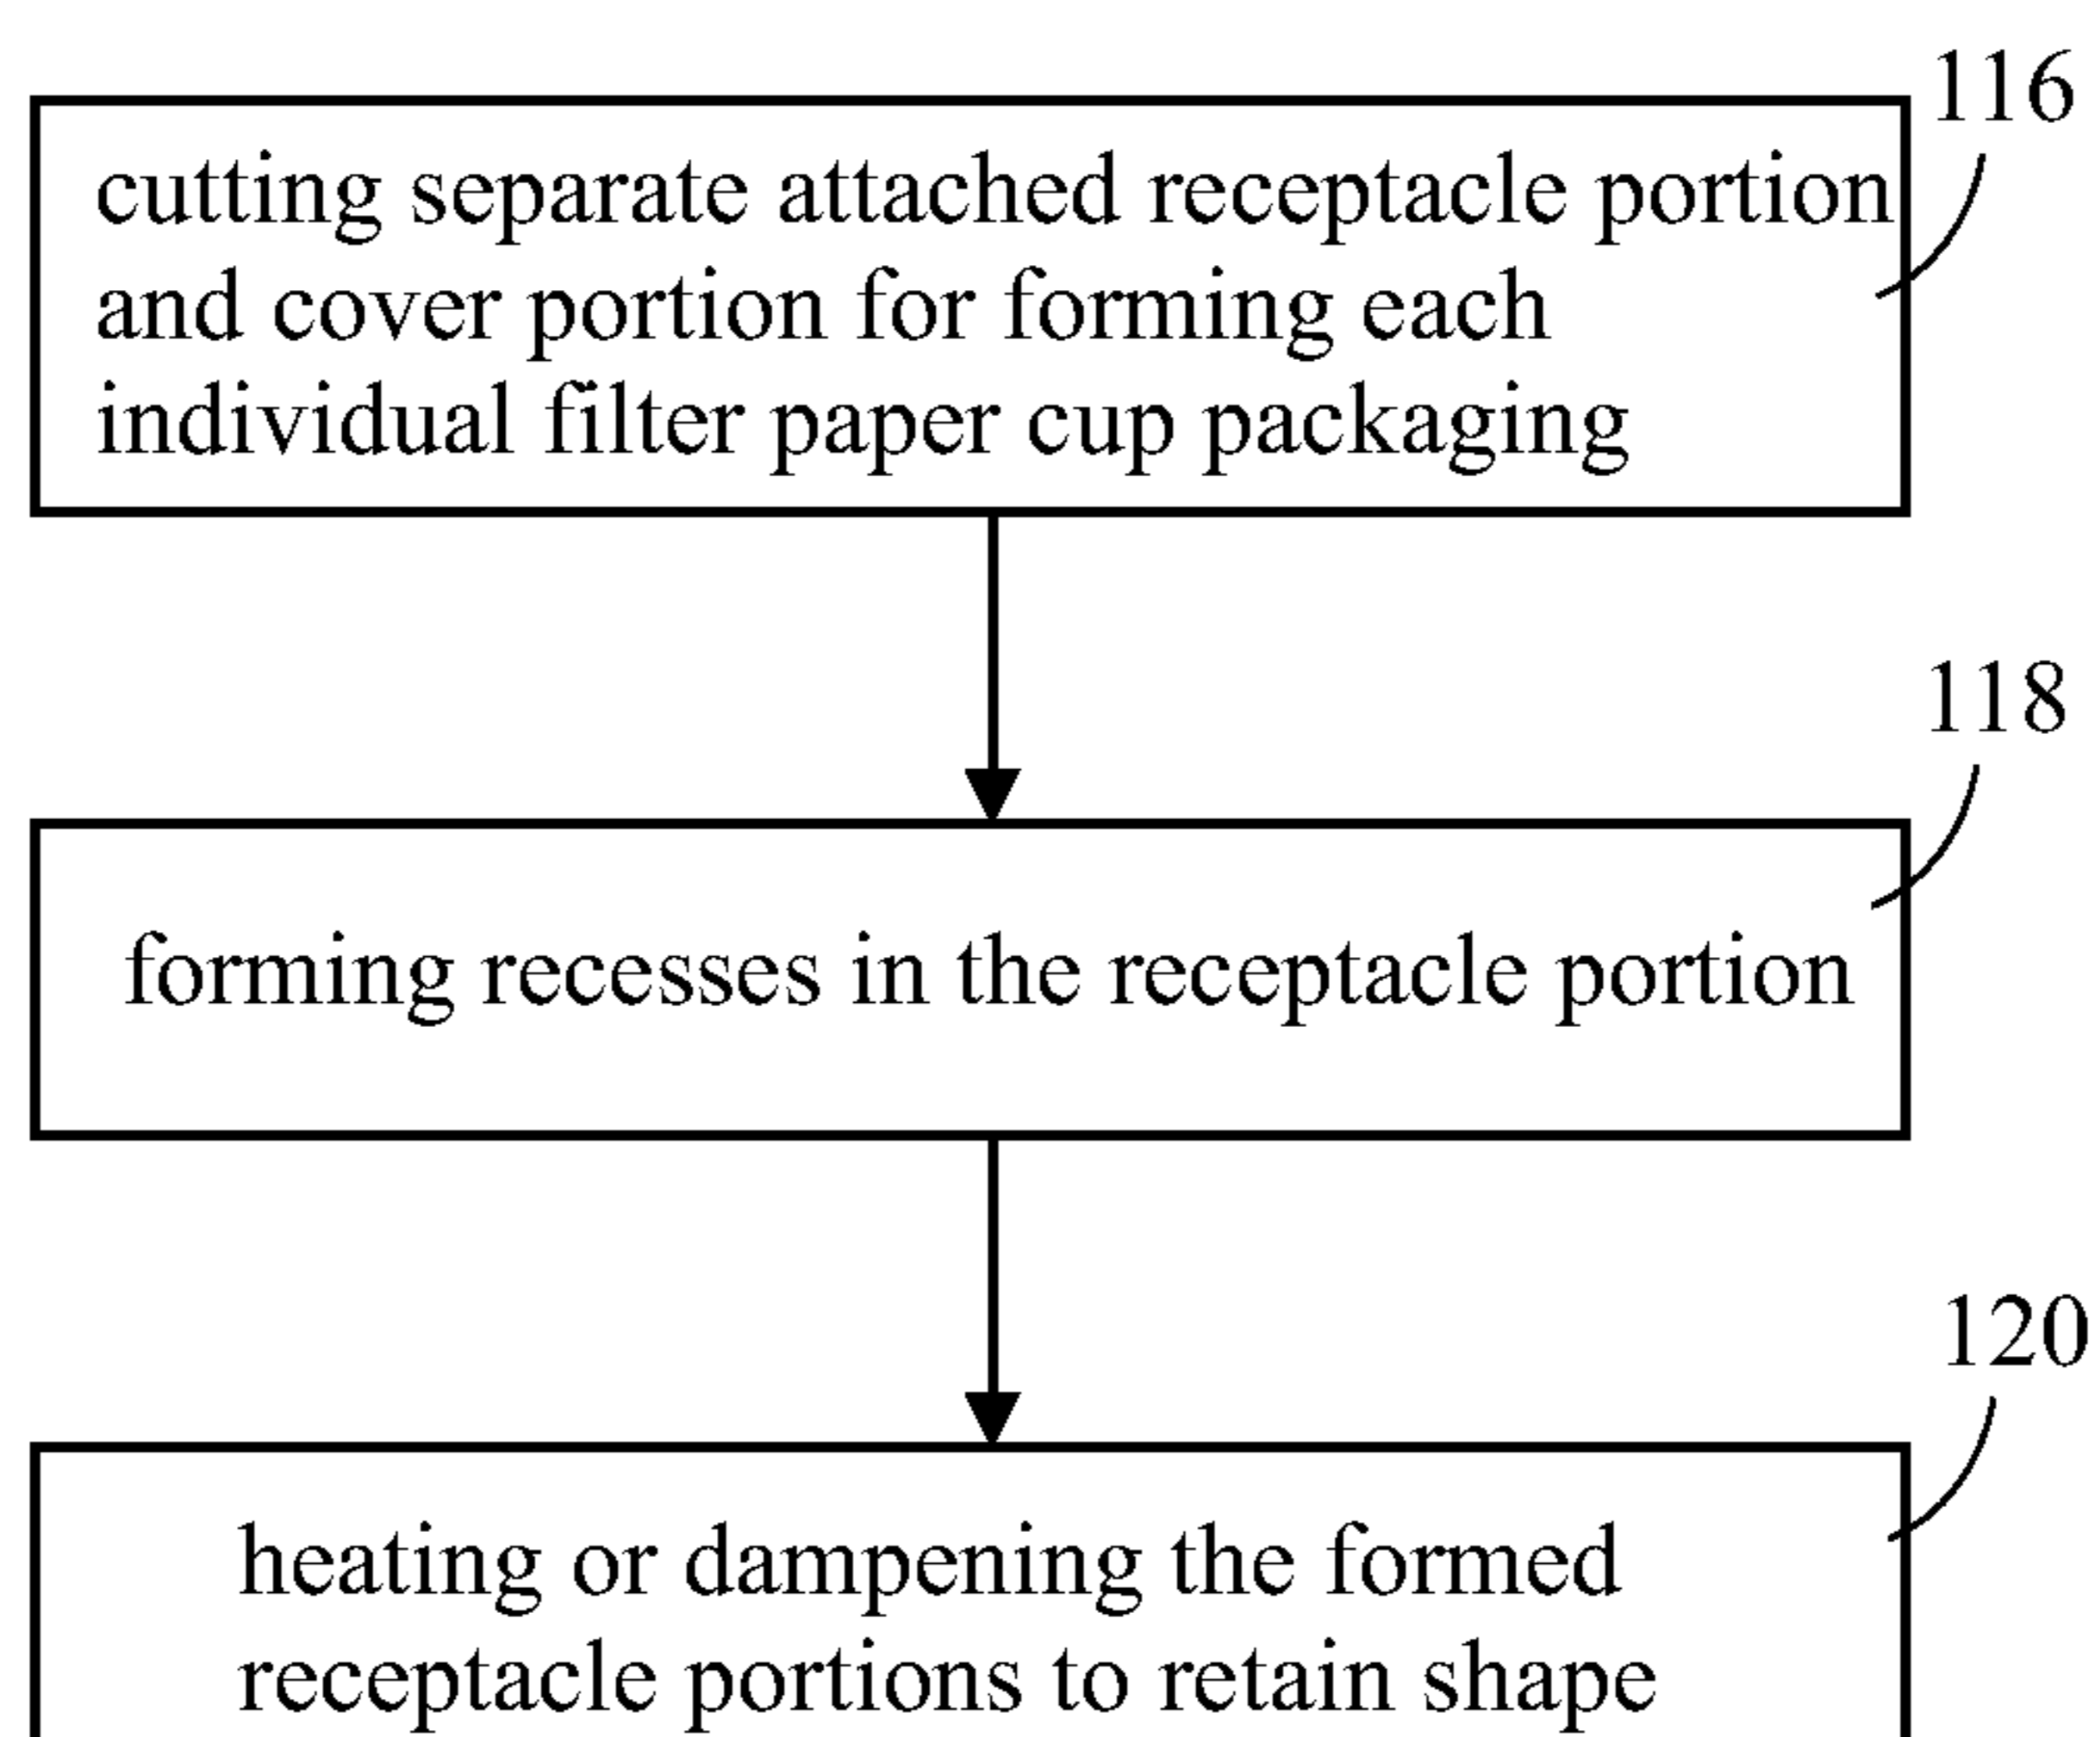 116
cutting separate attached receptacle portion
and cover portion for forming each
individual filter paper cup packaging
118
forming recesses in the receptacle portion
120
heating or dampening the formed
receptacle portions to retain shape